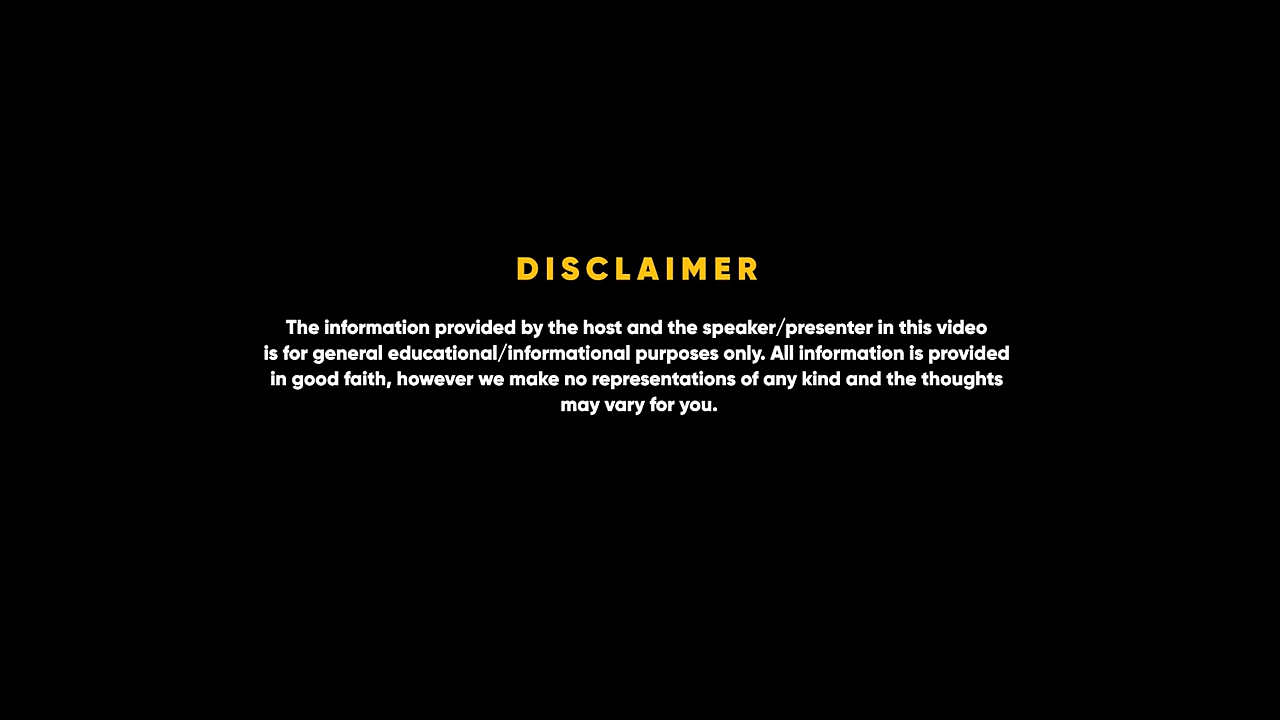 DISCLAIMER
The information provided by the host and the speaker/presenter in this video
is for general educational/informational purposes only. All information is provided
in good faith, however we make no representations of any kind and the thoughts
may vary for you.